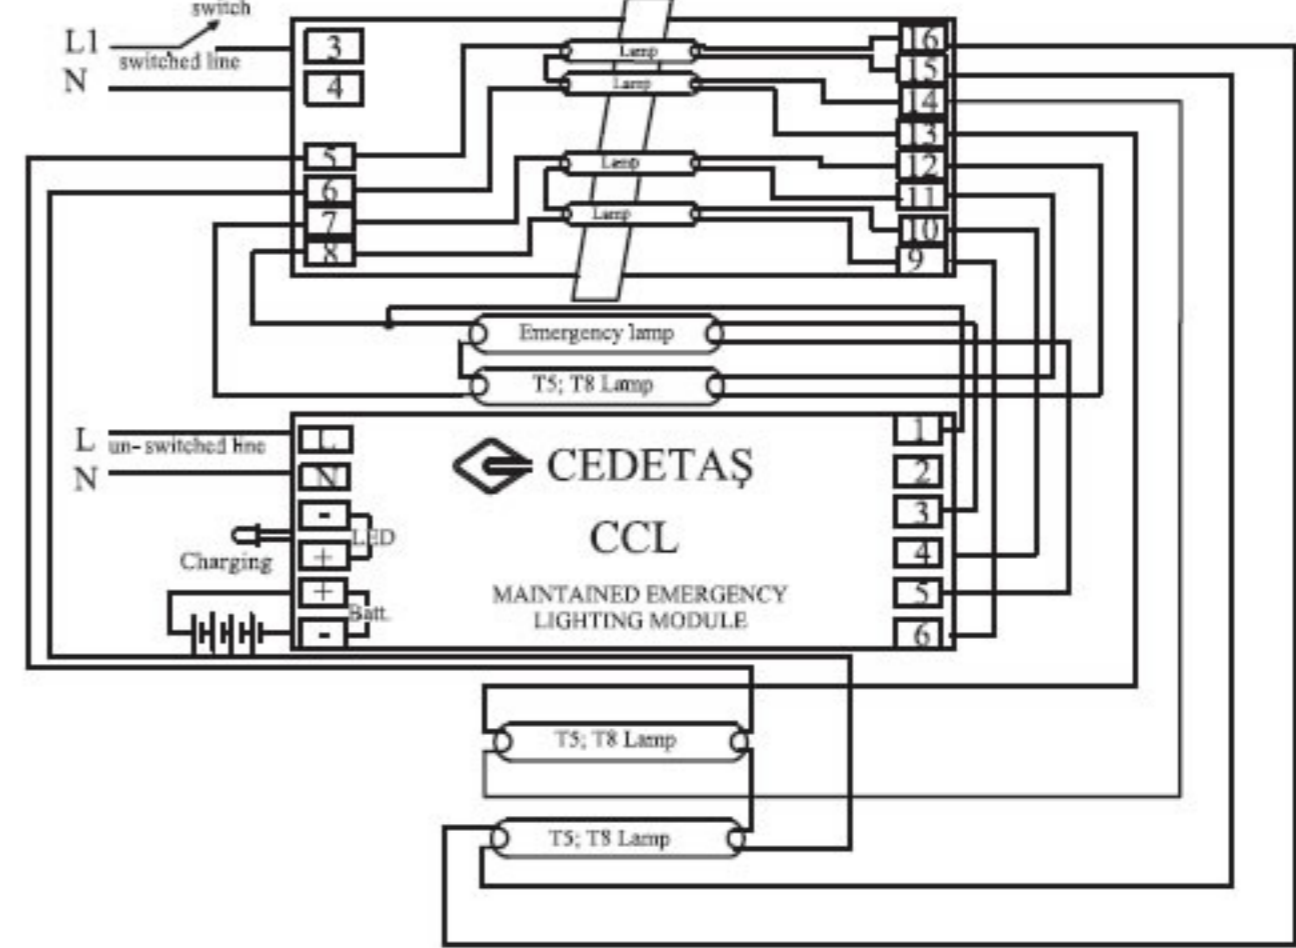 switch
L1
switched line
N
3
4
5
6
7
8
Lamp
Lamp
Lamp
Lamp
16
15
14
13
12
11
10
9
Emergency lamp
T5; T8 Lamp
L
un-switched line
N
L
N
-
+
LED
Charging
+
-
Batt.
CEDETAŞ
CCL
MAINTAINED EMERGENCY
LIGHTING MODULE
1
2
3
4
5
6
T5; T8 Lamp
T5; T8 Lamp